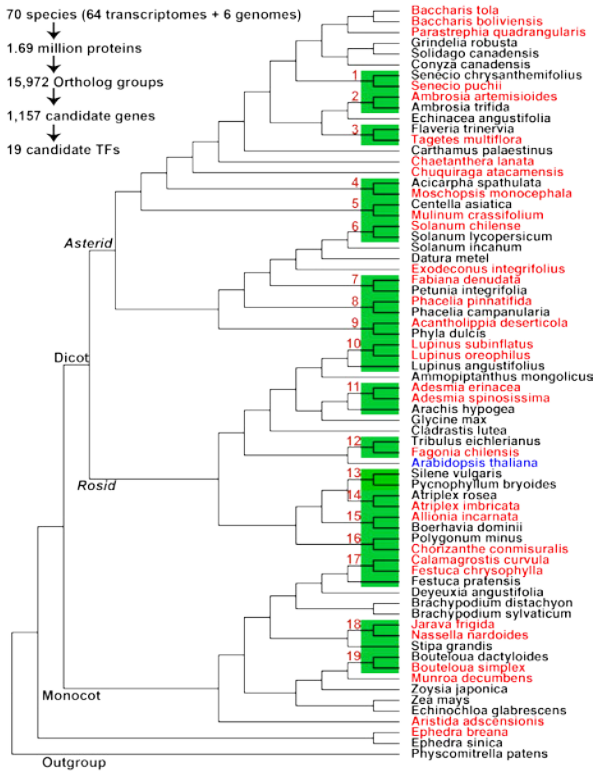 70 species (64 transcriptomes + 6 genomes)
1.69 million proteins
15,972 Ortholog groups
1,157 candidate genes
19 candidate TFs
Baccharis tola
Baccharis boliviensis
Parastrephia quadrangularis
Grindelia robusta
Solidago canadensis
Conyza canadensis
1 Senecio chrysanthemifolius
Senecio puchii
2 Ambrosia artemisioides
Ambrosia trifida
Echinacea angustifolia
3 Flaveria trinervia
Tagetes multiflora
Carthamus palaestinus
Chaetanthera lanata
Chuquiraga atacamensis
4 Acicarpha spathulata
Moschopsis monocephala
5 Centella asiatica
Mulinum crassifolium
6 Solanum chilense
Solanum lycopersicum
Asterid
Solanum incanum
Datura metel
Exodeconus integrifolius
7 Fabiana denudata
Petunia integrifolia
8 Phacelia pinnatifida
Phacelia campanularia
9 Acantholippia deserticola
Phyla dulcis
10 Lupinus subinflatus
Lupinus oreophilus
Dicot
Lupinus angustifolius
Ammopiptanthus mongolicus
11 Adesmia erinacea
Adesmia spinosissima
Arachis hypogea
Glycine max
Cladrastis lutea
12 Tribulus eichlerianus
Fagonia chilensis
Arabidopsis thaliana
13 Silene vulgaris
Rosid
Pycnophyllum bryoides
14 Atriplex rosea
Atriplex imbricata
15 Allionia incarnata
Boerhavia dominii
16 Polygonum minus
Chorizanthe conmisuralis
17 Calamagrostis curvula
Festuca chrysophylla
Festuca pratensis
Deyeuxia angustifolia
Brachypodium distachyon
Brachypodium sylvaticum
18 Jarava frigida
Nassella nardoides
Stipa grandis
19 Bouteloua dactyloides
Bouteloua simplex
Munroa decumbens
Monocot
Zoysia japonica
Zea mays
Echinochloa glabrescens
Aristida adscensionis
Ephedra breana
Ephedra sinica
Outgroup
Physcomitrella patens